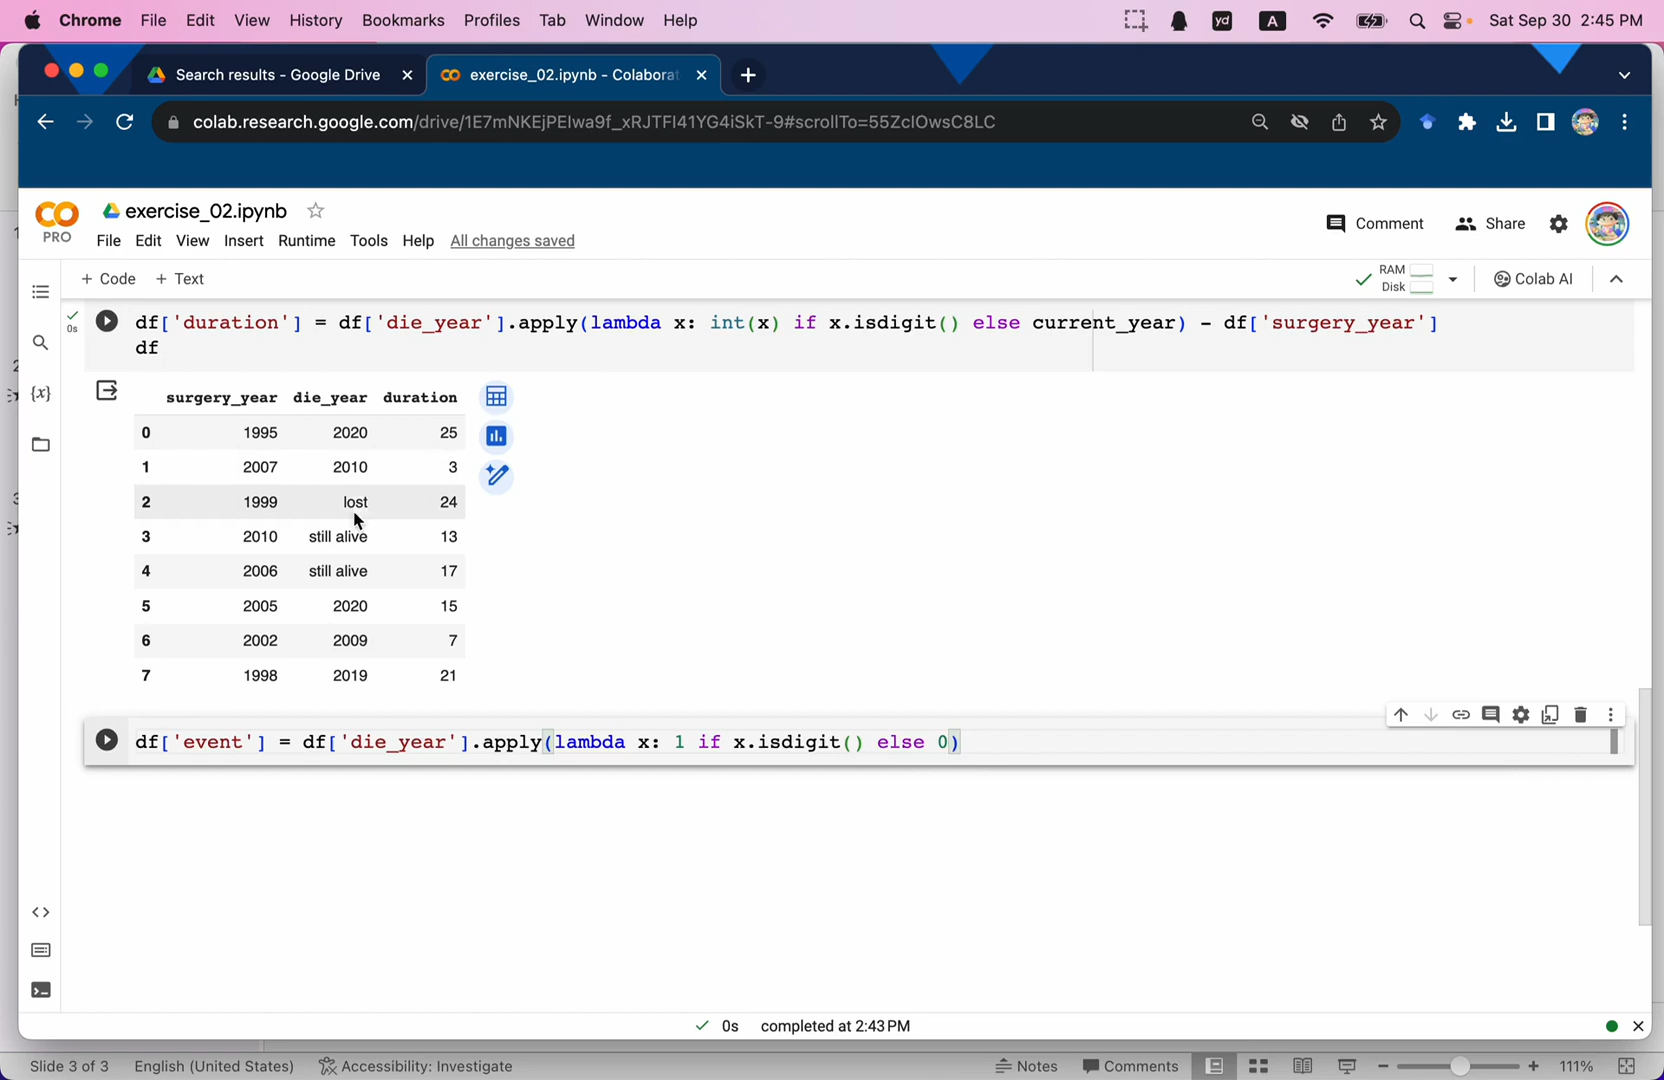 Chrome File Edit View History Bookmarks Profiles Tab Window Help yd A Sat Sep 30 2:45 PM
Search results - Google Drive
exercise_02.ipynb - Colaborat
colab.research.google.com/drive/1E7mNKEjPEIwa9f_xRJTFI41YG4iSkT-9#scrollTo=55ZcIOwsC8LC
PRO
exercise_02.ipynb
File Edit View Insert Runtime Tools Help All changes saved
Comment Share
+ Code + Text
RAM
Disk
Colab AI
0s
df['duration'] = df['die_year'].apply(lambda x: int(x) if x.isdigit() else current_year) - df['surgery_year']
df
surgery_year die_year duration
0 1995 2020 25
1 2007 2010 3
2 1999 lost 24
3 2010 still alive 13
4 2006 still alive 17
5 2005 2020 15
6 2002 2009 7
7 1998 2019 21
df['event'] = df['die_year'].apply(lambda x: 1 if x.isdigit() else 0)
{x}
0s completed at 2:43 PM
Slide 3 of 3 English (United States) Accessibility: Investigate Notes Comments 111%